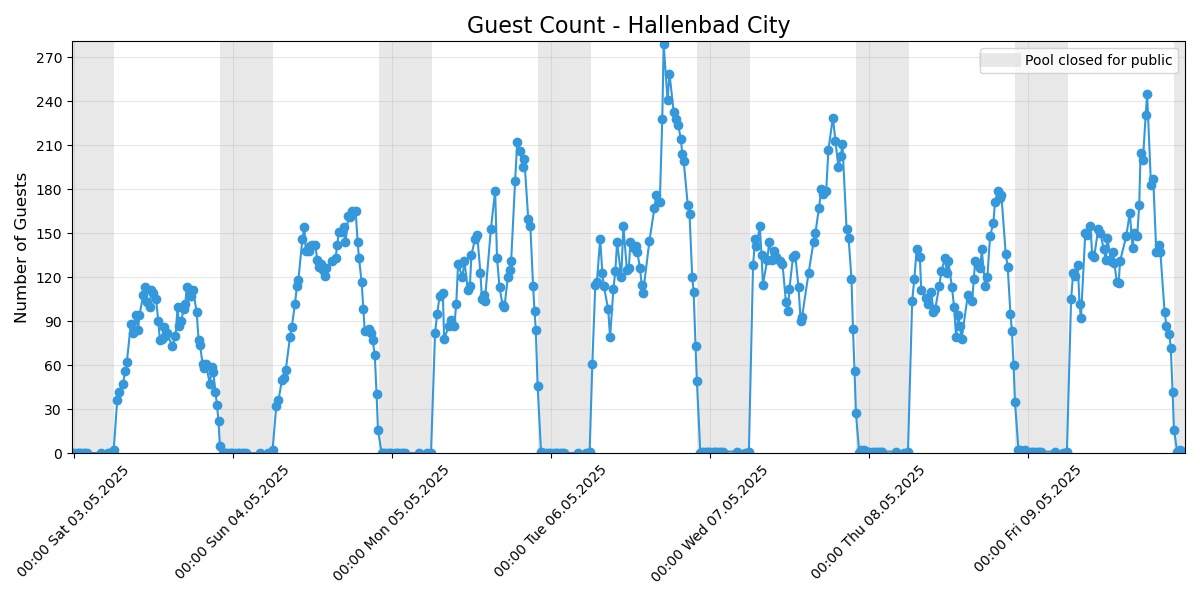 Guest Count - Hallenbad City
Pool closed for public
Number of Guests
270
240
210
180
150
120
90
60
30
0
00:00 Sat 03.05.2025
00:00 Sun 04.05.2025
00:00 Mon 05.05.2025
00:00 Tue 06.05.2025
00:00 Wed 07.05.2025
00:00 Thu 08.05.2025
00:00 Fri 09.05.2025